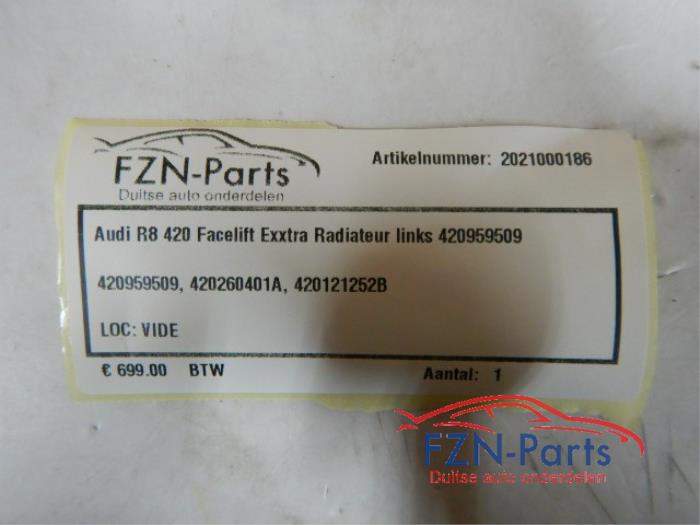 FZN-Parts
Duitse auto onderdelen
Artikelnummer: 2021000186
Audi R8 420 Facelift Exxtra Radiateur links 420959509
420959509, 420260401A, 420121252B
LOC: VIDE
€ 699.00 BTW
Aantal: 1
FZN-Parts
Duitse auto onderdelen